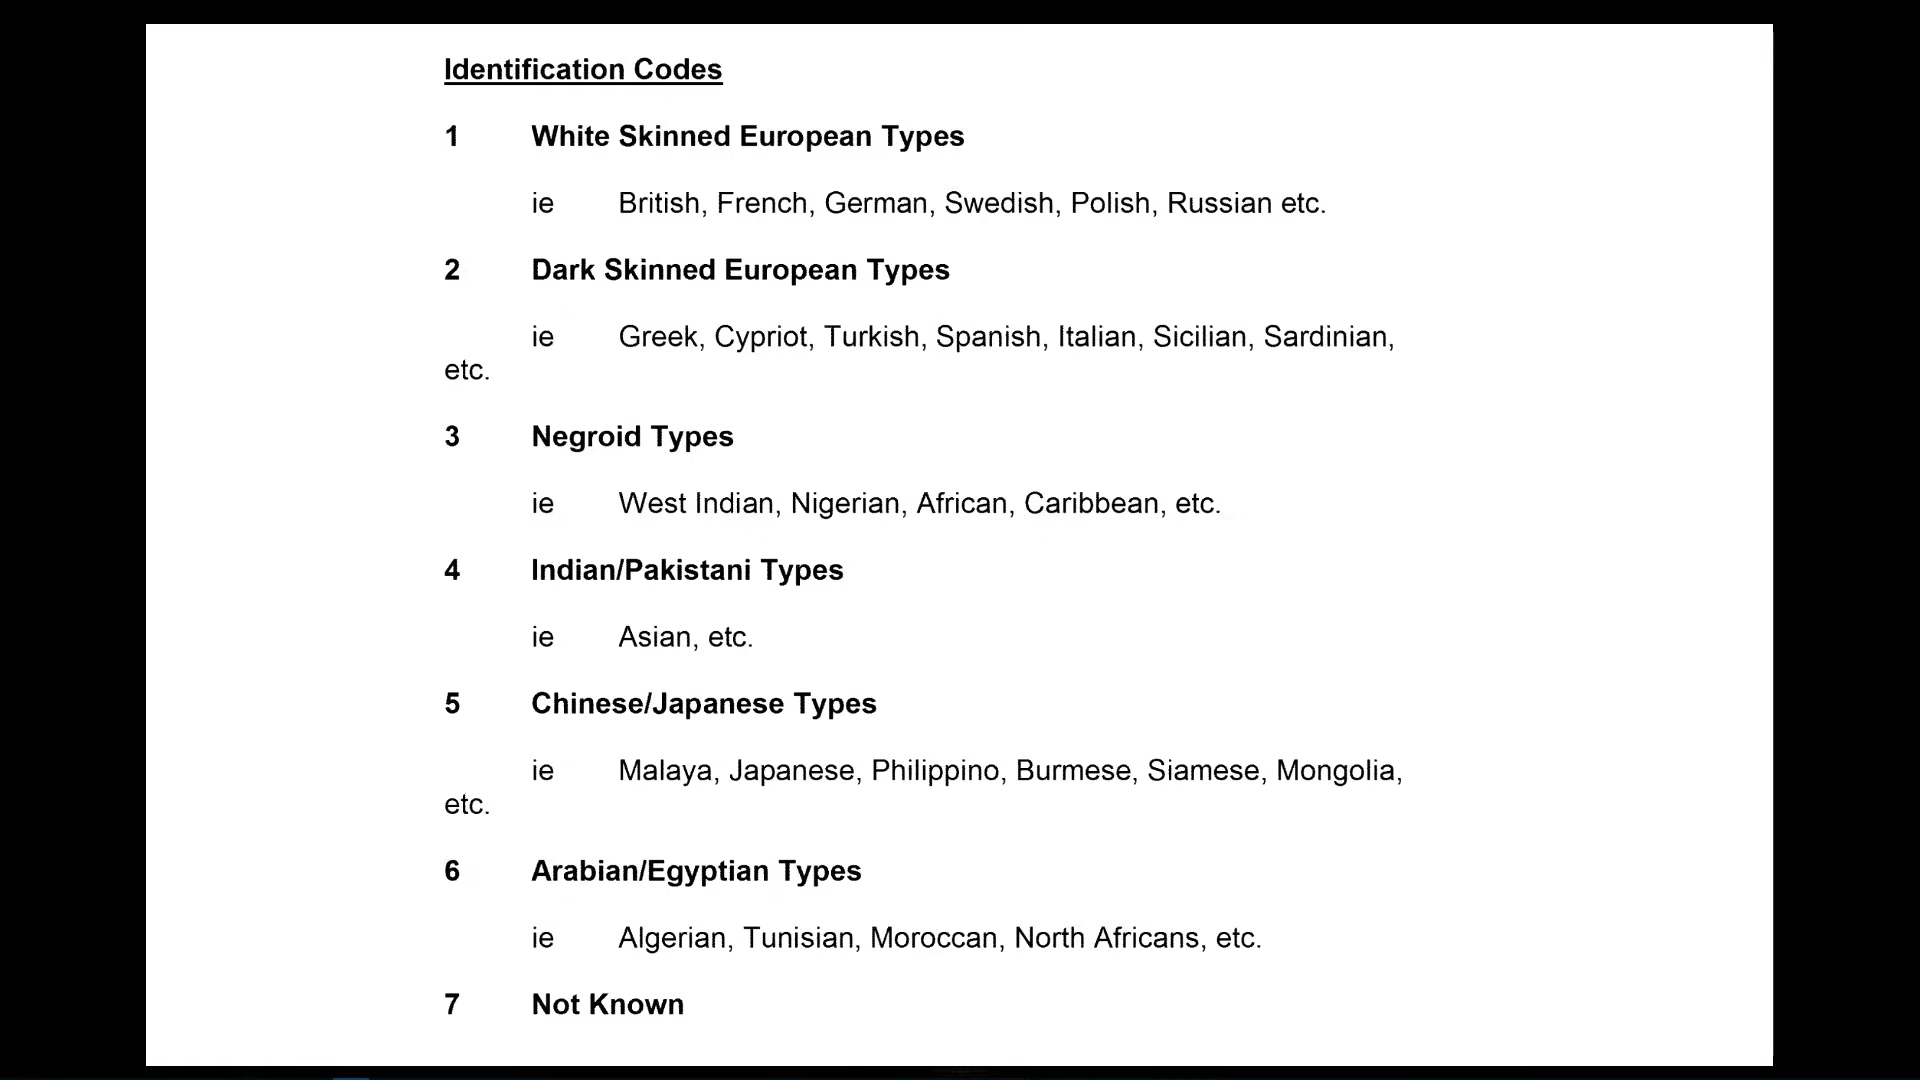 Identification Codes
1 White Skinned European Types
ie British, French, German, Swedish, Polish, Russian etc.
2 Dark Skinned European Types
ie Greek, Cypriot, Turkish, Spanish, Italian, Sicilian, Sardinian,
etc.
3 Negroid Types
ie West Indian, Nigerian, African, Caribbean, etc.
4 Indian/Pakistani Types
ie Asian, etc.
5 Chinese/Japanese Types
ie Malaya, Japanese, Philippino, Burmese, Siamese, Mongolia,
etc.
6 Arabian/Egyptian Types
ie Algerian, Tunisian, Moroccan, North Africans, etc.
7 Not Known